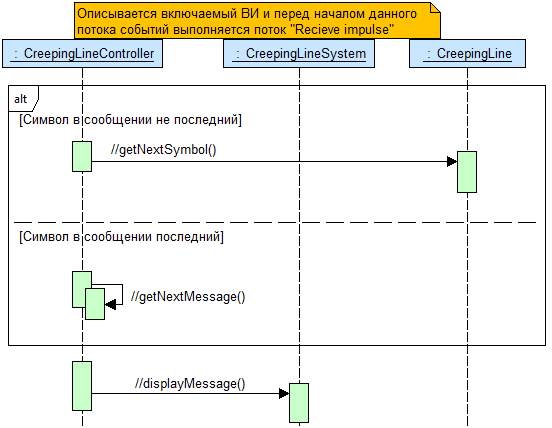 Описывается включаемый ВИ и перед началом данного
потока событий выполняется поток "Recieve impulse"
: CreepingLineController
: CreepingLineSystem
: CreepingLine
alt
[Символ в сообщении не последний]
//getNextSymbol()
[Символ в сообщении последний]
//getNextMessage()
//displayMessage()